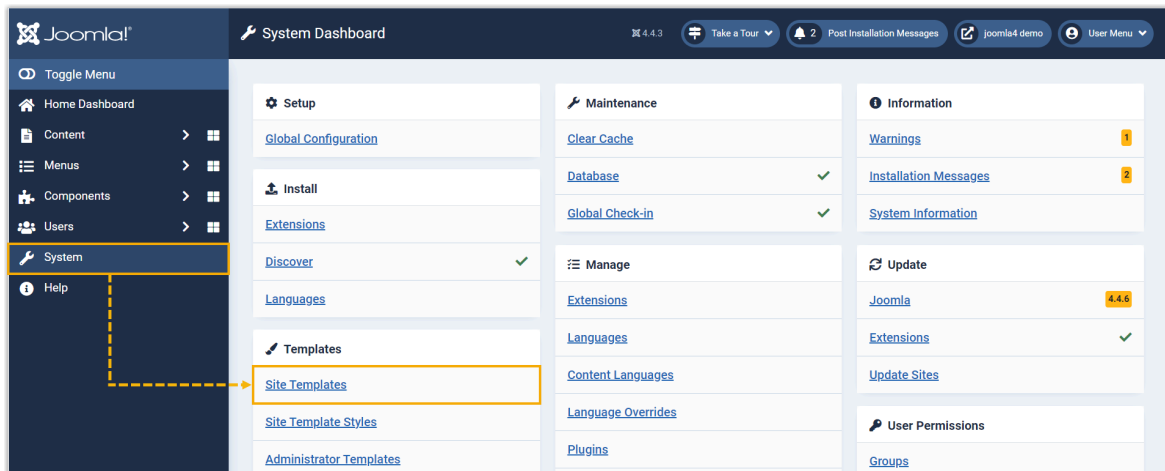 Joomla!®
System Dashboard
4.4.3
Take a Tour
2 Post Installation Messages
joomla4 demo
User Menu
Toggle Menu
Home Dashboard
Content
Menus
Components
Users
System
Help
Setup
Global Configuration
Install
Extensions
Discover
Languages
Templates
Site Templates
Site Template Styles
Administrator Templates
Maintenance
Clear Cache
Database
Global Check-in
Manage
Extensions
Languages
Content Languages
Language Overrides
Plugins
Information
Warnings 1
Installation Messages 2
System Information
Update
Joomla 4.4.6
Extensions
Update Sites
User Permissions
Groups